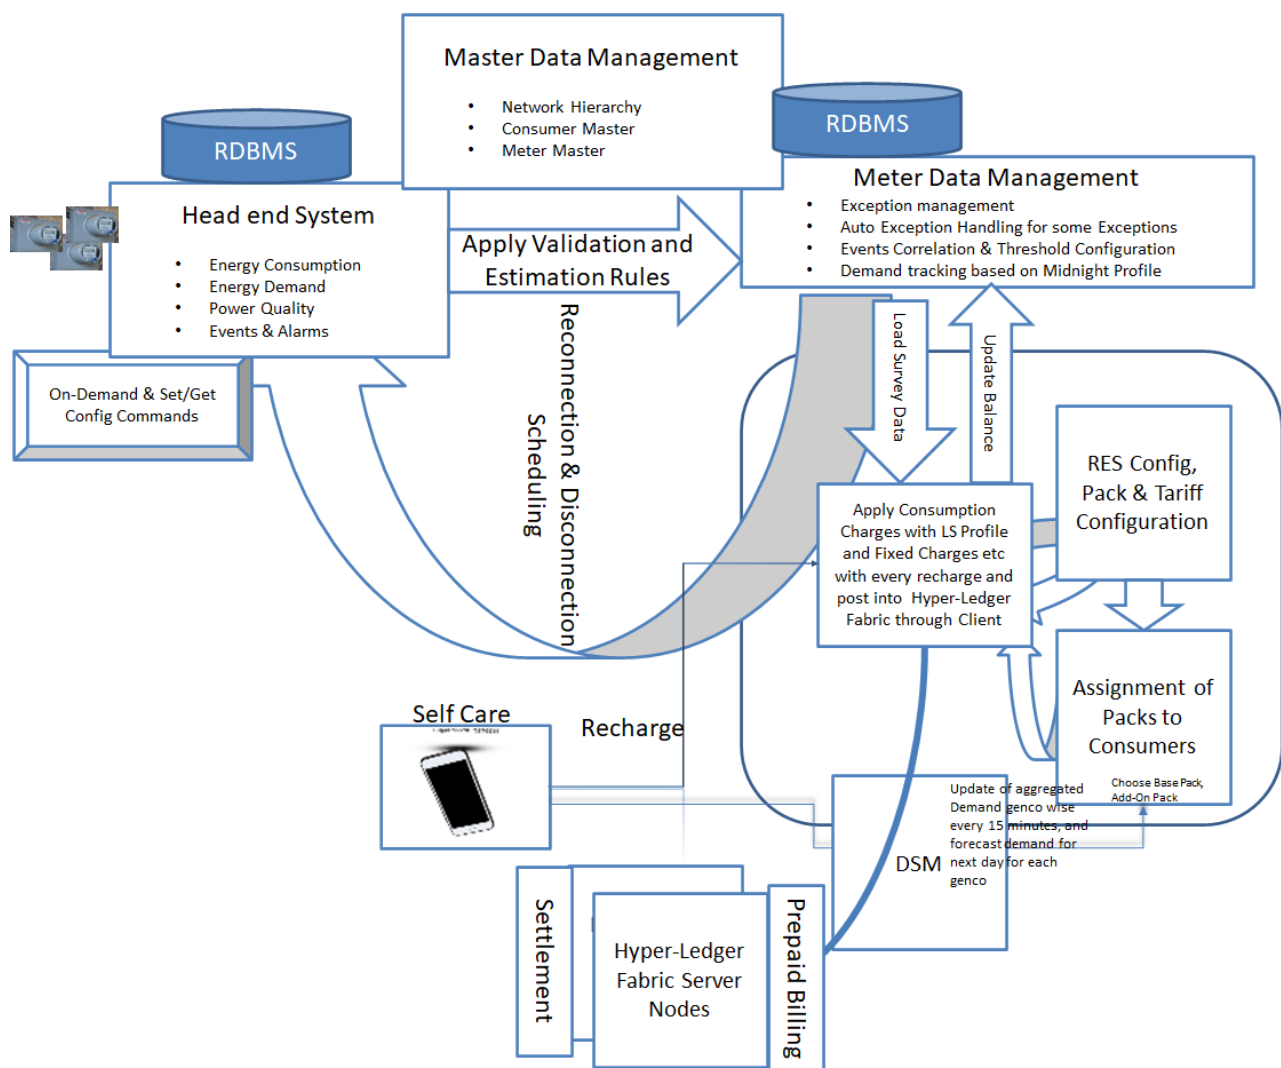 Master Data Management
• Network Hierarchy
• Consumer Master
• Meter Master
RDBMS
RDBMS
Head end System
• Energy Consumption
• Energy Demand
• Power Quality
• Events & Alarms
On-Demand & Set/Get
Config Commands
Apply Validation and
Estimation Rules
Meter Data Management
• Exception management
• Auto Exception Handling for some Exceptions
• Events Correlation & Threshold Configuration
• Demand tracking based on Midnight Profile
Reconnection & Disconnection
Scheduling
Load Survey Data
Update Balance
RES Config,
Pack & Tariff
Configuration
Apply Consumption
Charges with LS Profile
and Fixed Charges etc
with every recharge and
post into Hyper-Ledger
Fabric through Client
Assignment of
Packs to
Consumers
Choose Base Pack,
Add-On Pack
Self Care
Recharge
DSM
Update of aggregated
Demand genco wise
every 15 minutes, and
forecast demand for
next day for each
genco
Settlement
Hyper-Ledger
Fabric Server
Nodes
Prepaid Billing